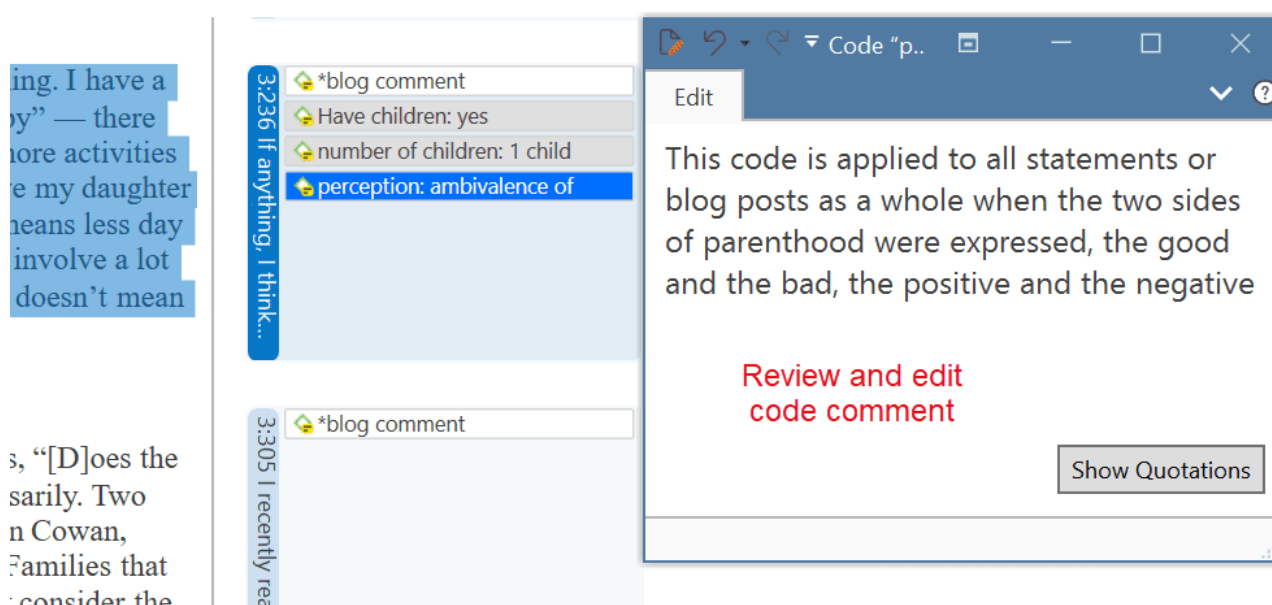 ing. I have a
by” — there
nore activities
e my daughter
neans less day
involve a lot
doesn’t mean
s, “[D]oes the
sarily. Two
n Cowan,
Families that
consider the
3:236 If anything, I think...
*blog comment
Have children: yes
number of children: 1 child
perception: ambivalence of
3:305 I recently rea
*blog comment
Code “p..
Edit
This code is applied to all statements or
blog posts as a whole when the two sides
of parenthood were expressed, the good
and the bad, the positive and the negative
Review and edit
code comment
Show Quotations